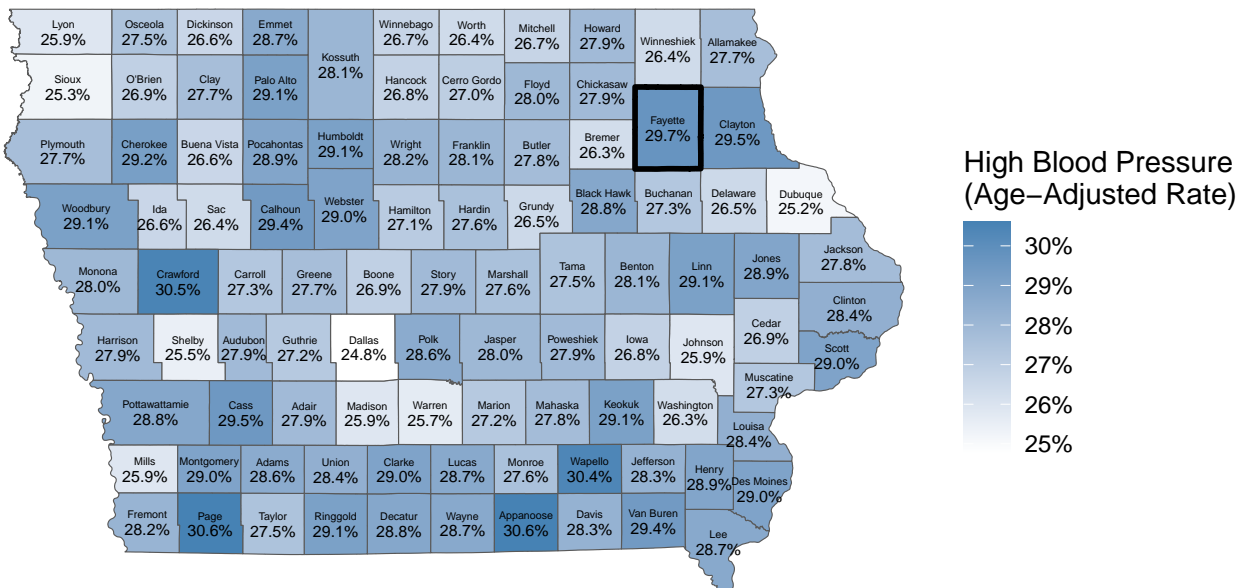 Lyon
25.9%
Osceola
27.5%
Dickinson
26.6%
Emmet
28.7%
Kossuth
28.1%
Winnebago
26.7%
Worth
26.4%
Mitchell
26.7%
Howard
27.9%
Winneshiek
26.4%
Allamakee
27.7%
Sioux
25.3%
O'Brien
26.9%
Clay
27.7%
Palo Alto
29.1%
Hancock
26.8%
Cerro Gordo
27.0%
Floyd
28.0%
Chickasaw
27.9%
Fayette
29.7%
Clayton
29.5%
Plymouth
27.7%
Cherokee
29.2%
Buena Vista
26.6%
Pocahontas
28.9%
Humboldt
29.1%
Wright
28.2%
Franklin
28.1%
Butler
27.8%
Bremer
26.3%
Woodbury
29.1%
Ida
26.6%
Sac
26.4%
Calhoun
29.4%
Webster
29.0%
Hamilton
27.1%
Hardin
27.6%
Grundy
26.5%
Black Hawk
28.8%
Buchanan
27.3%
Delaware
26.5%
Dubuque
25.2%
Monona
28.0%
Crawford
30.5%
Carroll
27.3%
Greene
27.7%
Boone
26.9%
Story
27.9%
Marshall
27.6%
Tama
27.5%
Benton
28.1%
Linn
29.1%
Jones
28.9%
Jackson
27.8%
Clinton
28.4%
Harrison
27.9%
Shelby
25.5%
Audubon
27.9%
Guthrie
27.2%
Dallas
24.8%
Polk
28.6%
Jasper
28.0%
Poweshiek
27.9%
Iowa
26.8%
Johnson
25.9%
Cedar
26.9%
Scott
29.0%
Muscatine
27.3%
Pottawattamie
28.8%
Cass
29.5%
Adair
27.9%
Madison
25.9%
Warren
25.7%
Marion
27.2%
Mahaska
27.8%
Keokuk
29.1%
Washington
26.3%
Louisa
28.4%
Mills
25.9%
Montgomery
29.0%
Adams
28.6%
Union
28.4%
Clarke
29.0%
Lucas
28.7%
Monroe
27.6%
Wapello
30.4%
Jefferson
28.3%
Henry
28.9%
Des Moines
29.0%
Fremont
28.2%
Page
30.6%
Taylor
27.5%
Ringgold
29.1%
Decatur
28.8%
Wayne
28.7%
Appanoose
30.6%
Davis
28.3%
Van Buren
29.4%
Lee
28.7%
High Blood Pressure
(Age−Adjusted Rate)
30%
29%
28%
27%
26%
25%